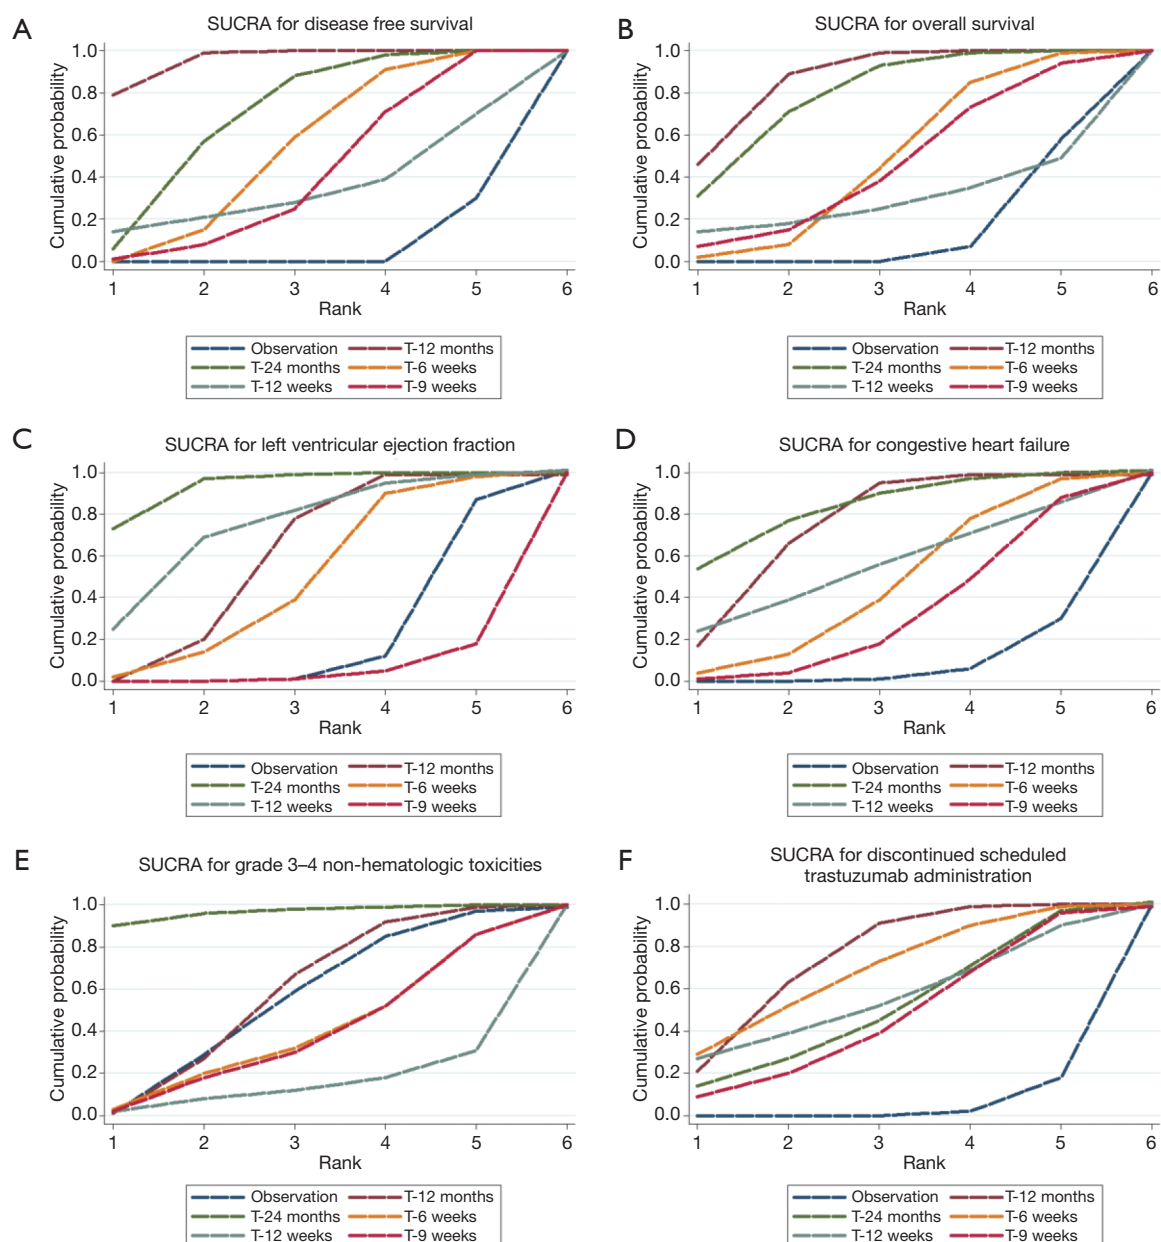 A
SUCRA for disease free survival
Cumulative probability
1.0
0.8
0.6
0.4
0.2
0.0
1 2 3 4 5 6
Rank
Observation T-12 months
T-24 months T-6 weeks
T-12 weeks T-9 weeks
B
SUCRA for overall survival
Cumulative probability
1.0
0.8
0.6
0.4
0.2
0.0
1 2 3 4 5 6
Rank
Observation T-12 months
T-24 months T-6 weeks
T-12 weeks T-9 weeks
C
SUCRA for left ventricular ejection fraction
Cumulative probability
1.0
0.8
0.6
0.4
0.2
0.0
1 2 3 4 5 6
Rank
Observation T-12 months
T-24 months T-6 weeks
T-12 weeks T-9 weeks
D
SUCRA for congestive heart failure
Cumulative probability
1.0
0.8
0.6
0.4
0.2
0.0
1 2 3 4 5 6
Rank
Observation T-12 months
T-24 months T-6 weeks
T-12 weeks T-9 weeks
E
SUCRA for grade 3–4 non-hematologic toxicities
Cumulative probability
1.0
0.8
0.6
0.4
0.2
0.0
1 2 3 4 5 6
Rank
Observation T-12 months
T-24 months T-6 weeks
T-12 weeks T-9 weeks
F
SUCRA for discontinued scheduled
trastuzumab administration
Cumulative probability
1.0
0.8
0.6
0.4
0.2
0.0
1 2 3 4 5 6
Rank
Observation T-12 months
T-24 months T-6 weeks
T-12 weeks T-9 weeks